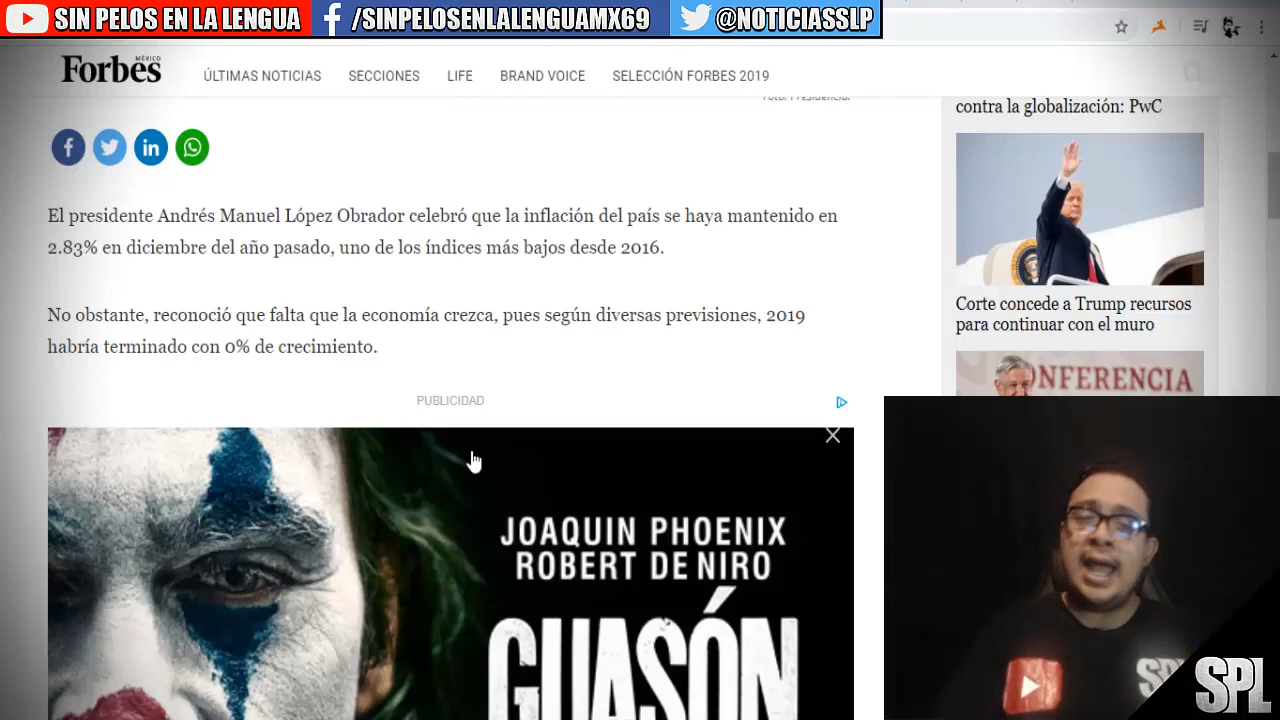 SIN PELOS EN LA LENGUA
/SINPELOSENLALENGUAMX69
@NOTICIASSLP
Forbes
MÉXICO
ÚLTIMAS NOTICIAS
SECCIONES
LIFE
BRAND VOICE
SELECCIÓN FORBES 2019
El presidente Andrés Manuel López Obrador celebró que la inflación del país se haya mantenido en
2.83% en diciembre del año pasado, uno de los índices más bajos desde 2016.
No obstante, reconoció que falta que la economía crezca, pues según diversas previsiones, 2019
habría terminado con 0% de crecimiento.
PUBLICIDAD
JOAQUIN PHOENIX
ROBERT DE NIRO
GUASÓN
contra la globalización: PwC
Corte concede a Trump recursos
para continuar con el muro
CONFERENCIA
SPL
SPL